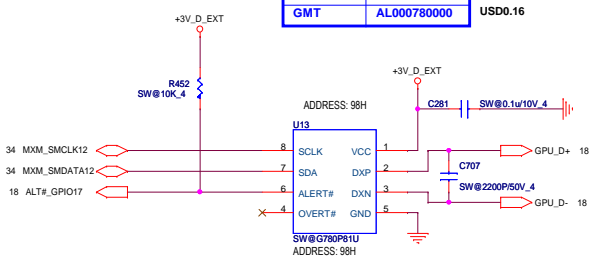 GMT AL000780000 USD0.16
+3V_D_EXT
+3V_D_EXT
R452
SW@10K_4
ADDRESS: 98H
C281 SW@0.1u/10V_4
U13
34 MXM_SMCLK12 8 SCLK VCC 1 GPU_D+ 18
34 MXM_SMDATA12 7 SDA DXP 2 C707
18 ALT#_GPIO17 6 ALERT# DXN 3 SW@2200P/50V_4
4 OVERT# GND 5 GPU_D- 18
SW@G780P81U
ADDRESS: 98H